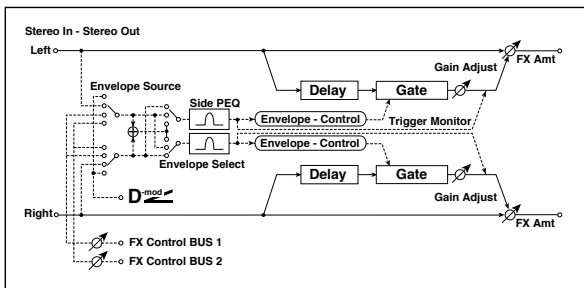 Stereo In - Stereo Out
Left
FX Amt
Gain Adjust
Envelope Source
Side PEQ
Delay
Gate
Envelope - Control
Trigger Monitor
Envelope - Control
Envelope Select
D-mod
Delay
Gate
Gain Adjust
Right
FX Amt
FX Control BUS 1
FX Control BUS 2